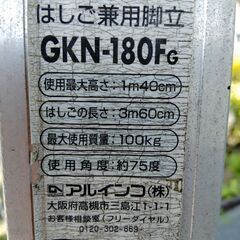 はしご兼用脚立
GKN-180FG
使用最大高さ：1m40cm
はしごの長さ：3m60cm
最大使用質量：100kg
使用角度：約75度
アルインコ(株)
大阪府高槻市三島江1-1-1
お客様相談室(フリーダイヤル)
0120-302-669